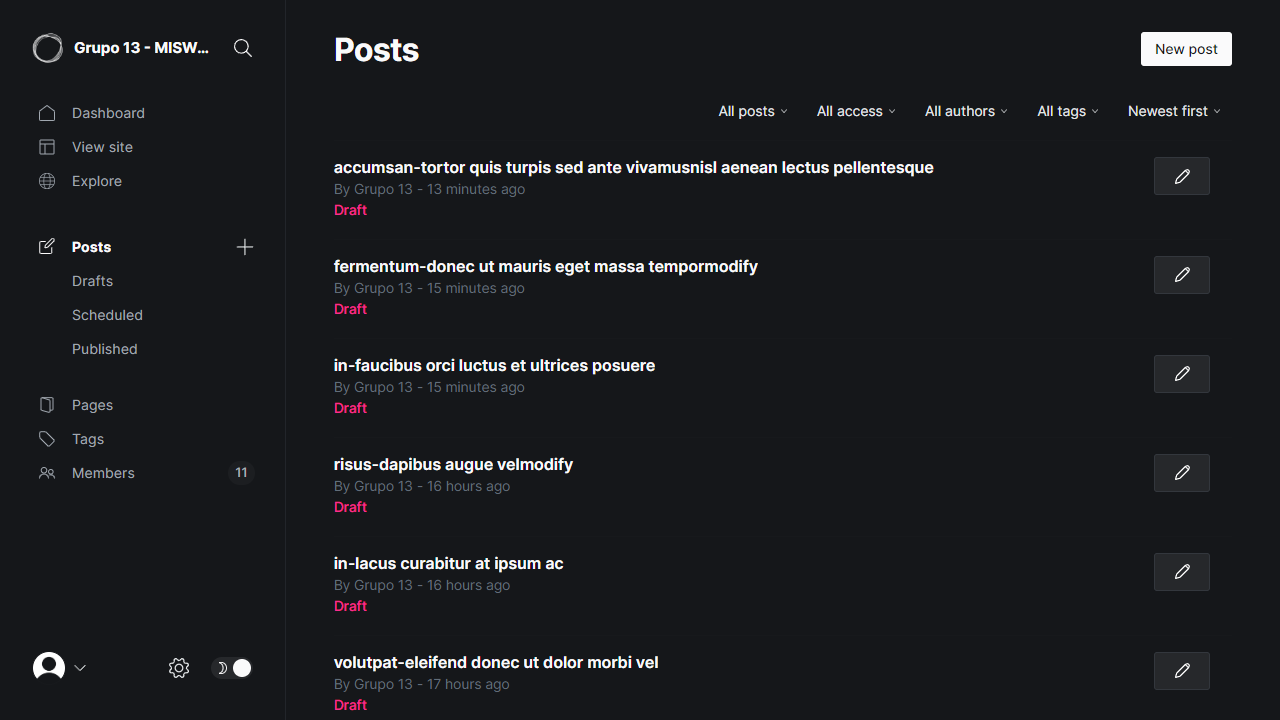 Grupo 13 - MISW...
Dashboard
View site
Explore
Posts
Drafts
Scheduled
Published
Pages
Tags
Members 11
Posts
New post
All posts
All access
All authors
All tags
Newest first
accumsan-tortor quis turpis sed ante vivamusnisl aenean lectus pellentesque
By Grupo 13 - 13 minutes ago
Draft
fermentum-donec ut mauris eget massa tempormodify
By Grupo 13 - 15 minutes ago
Draft
in-faucibus orci luctus et ultrices posuere
By Grupo 13 - 15 minutes ago
Draft
risus-dapibus augue velmodify
By Grupo 13 - 16 hours ago
Draft
in-lacus curabitur at ipsum ac
By Grupo 13 - 16 hours ago
Draft
volutpat-eleifend donec ut dolor morbi vel
By Grupo 13 - 17 hours ago
Draft